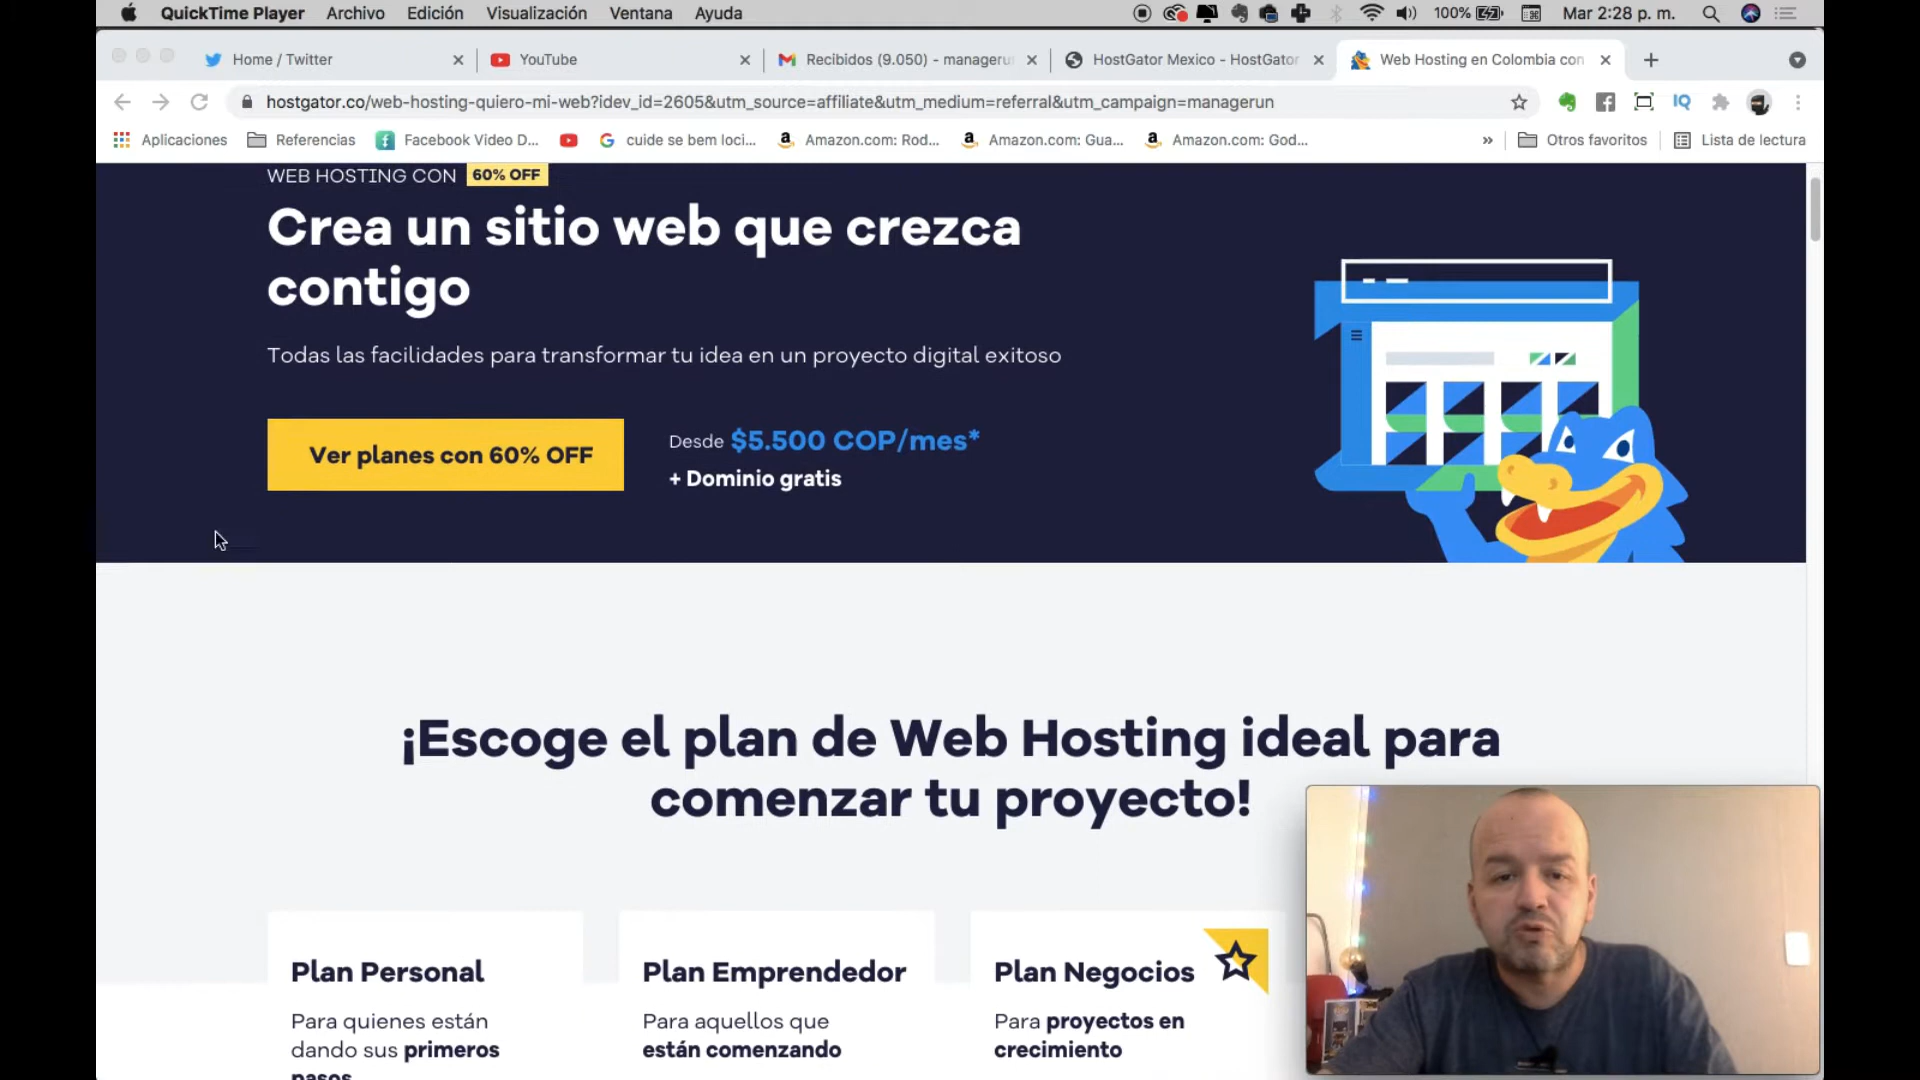 QuickTime Player Archivo Edición Visualización Ventana Ayuda 100% Mar 2:28 p. m.
Home / Twitter YouTube Recibidos (9.050) - manageru HostGator Mexico - HostGator Web Hosting en Colombia con
hostgator.co/web-hosting-quiero-mi-web?idev_id=2605&utm_source=affiliate&utm_medium=referral&utm_campaign=managerun
Aplicaciones Referencias Facebook Video D... cuide se bem loci... Amazon.com: Rod... Amazon.com: Gua... Amazon.com: God... » Otros favoritos Lista de lectura
WEB HOSTING CON 60% OFF
Crea un sitio web que crezca
contigo
Todas las facilidades para transformar tu idea en un proyecto digital exitoso
Ver planes con 60% OFF
Desde $5.500 COP/mes*
+ Dominio gratis
¡Escoge el plan de Web Hosting ideal para
comenzar tu proyecto!
Plan Personal
Para quienes están
dando sus primeros
pasos
Plan Emprendedor
Para aquellos que
están comenzando
Plan Negocios
Para proyectos en
crecimiento